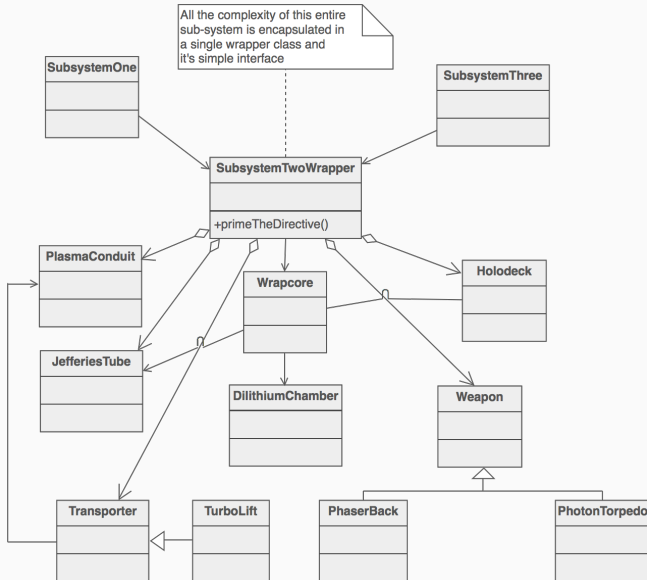 All the complexity of this entire
sub-system is encapsulated in
a single wrapper class and
it's simple interface
SubsystemOne
SubsystemThree
SubsystemTwoWrapper
+primeTheDirective()
PlasmaConduit
Wrapcore
Holodeck
JefferiesTube
DilithiumChamber
Weapon
Transporter
TurboLift
PhaserBack
PhotonTorpedo